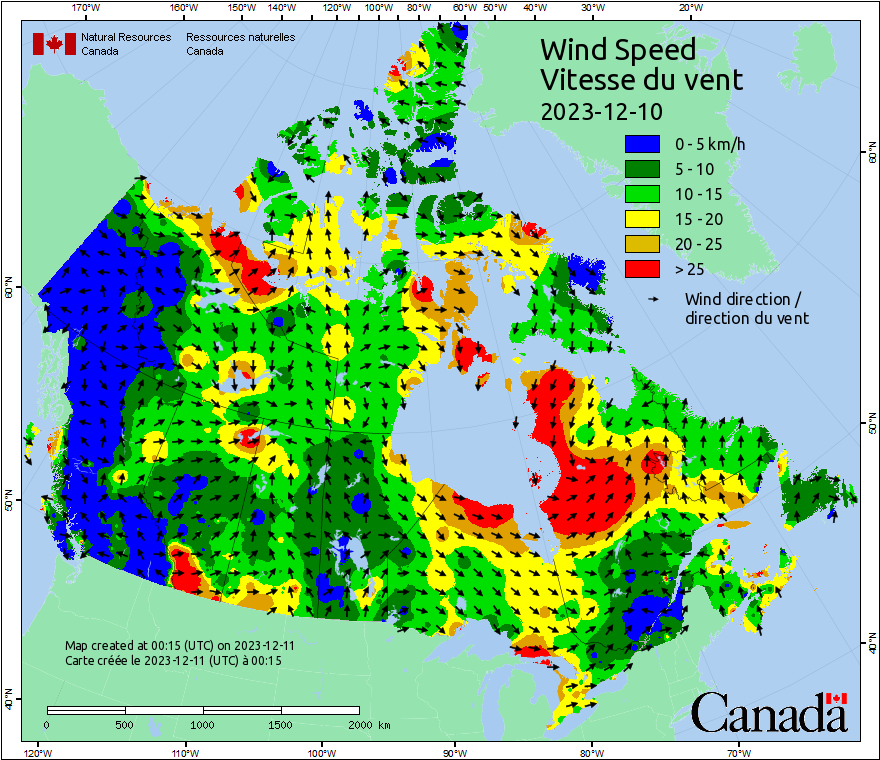 170°W 160°W 150°W 140°W 130°W 120°W 110°W 100°W 90°W 80°W 70°W 60°W 50°W 40°W 30°W 20°W
Natural Resources Canada
Ressources naturelles Canada
Wind Speed
Vitesse du vent
2023-12-10
0 - 5 km/h
5 - 10
10 - 15
15 - 20
20 - 25
> 25
Wind direction /
direction du vent
60°N
60°N
50°N
50°N
40°N
40°N
Map created at 00:15 (UTC) on 2023-12-11
Carte créée le 2023-12-11 (UTC) à 00:15
0 500 1000 1500 2000 km
Canada
120°W 110°W 100°W 90°W 80°W 70°W